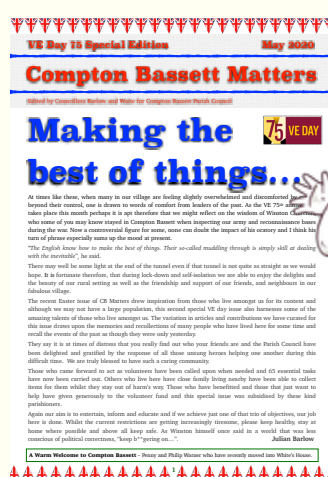 VE Day 75 Special Edition May 2020
Compton Bassett Matters
Edited by Councillors Barlow and Wake for Compton Bassett Parish Council
Making the
75 VE DAY
best of things...
At times like these, when many in our village are feeling slightly overwhelmed and discomforted by
beyond their control, one is drawn to words of comfort from leaders of the past. As the VE 75th
takes place this month perhaps it is apt therefore that we might reflect on the wisdom of Winston
who some of you may know stayed in Compton Bassett when inspecting our army and reconnaissance bases
during the war. Now a controversial figure for some, none can doubt the impact of his oratory and I think his
turn of phrase especially sums up the mood at present.
"The English know how to make the best of things. Their so-called muddling through is simply skill at dealing
with the inevitable", he said.
There may well be some light at the end of the tunnel even if that tunnel is not quite as straight as we would
hope. It is fortunate therefore, that during lock-down and self-isolation we are able to enjoy the delights and
the beauty of our rural setting as well as the friendship and support of our friends, and neighbours in our
fabulous village.
The recent Easter issue of CB Matters drew inspiration from those who live amongst us for its content and
although we may not have a large population, this second special VE day issue also harnesses some of the
amazing talents of those who live amongst us. The visitation in articles and contributions we have curated for
this issue draws upon the memories and recollections of many people who have lived here for some time and
recall the events of the past as though they were only yesterday.
They say it is at times of distress that you really find out who your friends are and the Parish Council have
been delighted and gratified by the response of all those unsung heroes helping one another during this
difficult time. We are truly blessed to have such a caring community.
Those who came forward to act as volunteers have been called upon when needed and 65 essential tasks
have now been carried out. Others who live here have close family living nearby have been able to collect
items for them whilst they stay out of harm's way. Those who have benefitted and those that just want to
help have given generously to the volunteer fund and this special issue was subsidised by these kind
parishioners.
Again our aim is to entertain, inform and educate and if we achieve just one of that trio of objectives, our job
here is done. Whilst the current restrictions are getting increasingly tiresome, please keep healthy, stay at
home where possible and above all keep safe. As Winston himself once said in a world that was less
conscious of political correctness, "keep b**gering on…". Julian Barlow
A Warm Welcome to Compton Bassett – Penny and Philip Warner who have recently moved into White's House.
1